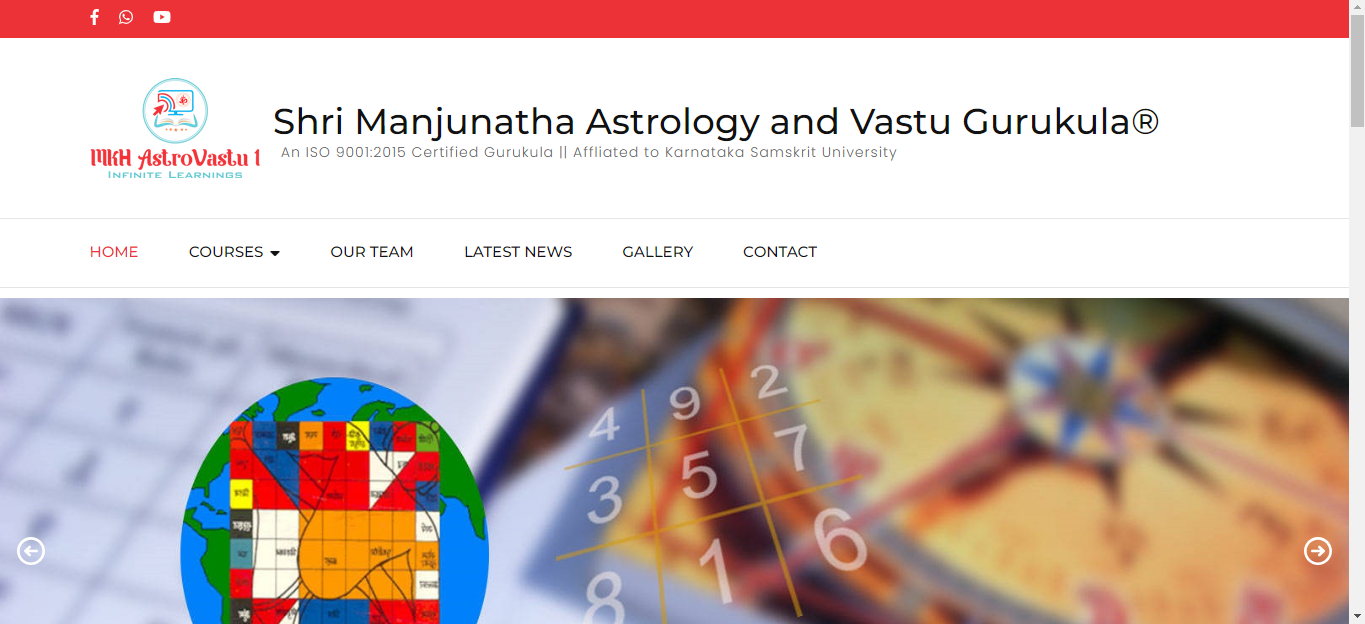 MKH AstroVastu 1
Infinite Learnings
Shri Manjunatha Astrology and Vastu Gurukula®
An ISO 9001:2015 Certified Gurukula || Affliated to Karnataka Samskrit University
HOME COURSES OUR TEAM LATEST NEWS GALLERY CONTACT
4 9 2
3 5 7
8 1 6